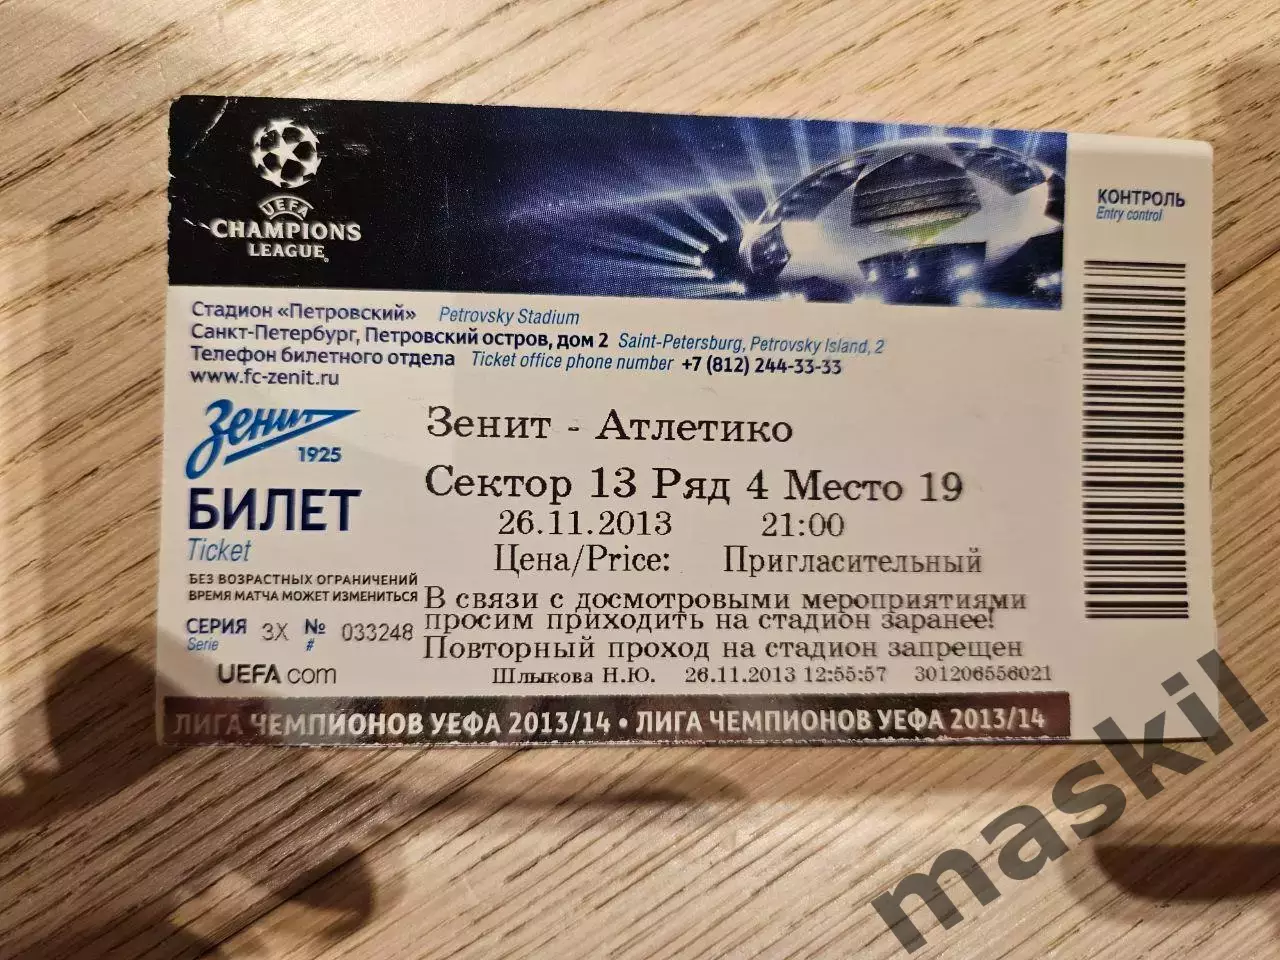 UEFA
CHAMPIONS
LEAGUE®
КОНТРОЛЬ
Entry control
Стадион «Петровский» Petrovsky Stadium
Санкт-Петербург, Петровский остров, дом 2 Saint-Petersburg, Petrovsky Island, 2
Телефон билетного отдела Ticket office phone number +7 (812) 244-33-33
www.fc-zenit.ru
Зенит
1925
БИЛЕТ
Ticket
Зенит - Атлетико
Сектор 13 Ряд 4 Место 19
26.11.2013 21:00
Цена/Price: Пригласительный
БЕЗ ВОЗРАСТНЫХ ОГРАНИЧЕНИЙ
ВРЕМЯ МАТЧА МОЖЕТ ИЗМЕНИТЬСЯ
В связи с досмотровыми мероприятиями
просим приходить на стадион заранее!
Повторный проход на стадион запрещен
СЕРИЯ ЗХ № 033248
Serie #
UEFA.com
Шлыкова Н.Ю. 26.11.2013 12:55:57 301206556021
ЛИГА ЧЕМПИОНОВ УЕФА 2013/14 • ЛИГА ЧЕМПИОНОВ УЕФА 2013/14
maskil